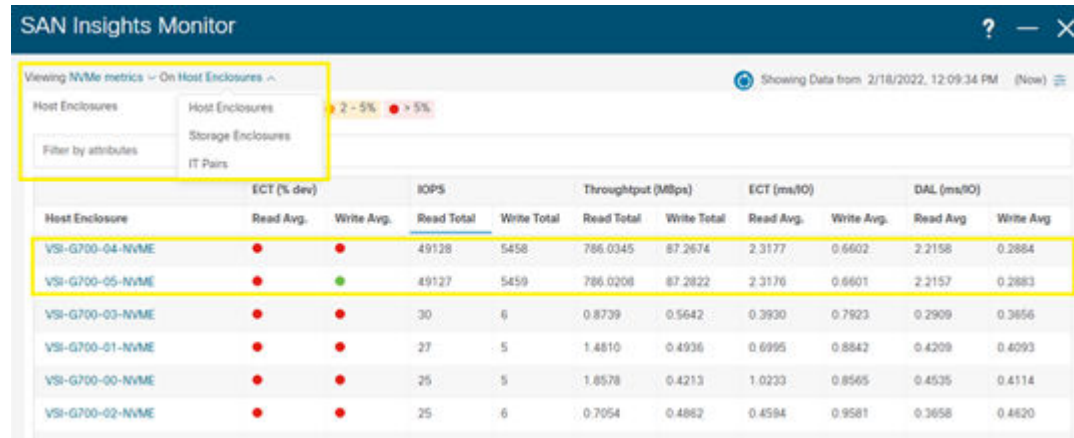 SAN Insights Monitor ? — X
Viewing NVMe metrics On Host Enclosures
Showing Data from 2/18/2022, 12:09:34 PM (Now)
Host Enclosures
2 - 5% > 5%
Host Enclosures
Storage Enclosures
IT Pairs
Filter by attributes
ECT (% dev) IOPS Throughtput (MBps) ECT (ms/IO) DAL (ms/IO)
Host Enclosure Read Avg. Write Avg. Read Total Write Total Read Total Write Total Read Avg. Write Avg. Read Avg Write Avg
VSI-G700-04-NVME 49128 5458 786.0345 87.2674 2.3177 0.6602 2.2158 0.2884
VSI-G700-05-NVME 49127 5459 786.0208 87.2822 2.3176 0.6601 2.2157 0.2883
VSI-G700-03-NVME 30 6 0.8739 0.5642 0.3930 0.7923 0.2909 0.3656
VSI-G700-01-NVME 27 5 1.4810 0.4936 0.6995 0.8842 0.4209 0.4093
VSI-G700-00-NVME 25 5 1.8578 0.4213 1.0233 0.8565 0.4535 0.4114
VSI-G700-02-NVME 25 6 0.7054 0.4862 0.4594 0.9581 0.3658 0.4620